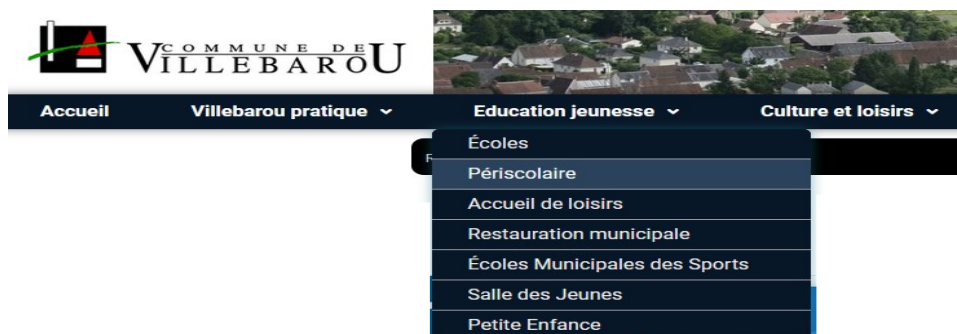 COMMUNE DE
VILLEBAROU
Accueil Villebarou pratique Education jeunesse Culture et loisirs
Écoles
R
Périscolaire
Accueil de loisirs
Restauration municipale
Écoles Municipales des Sports
Salle des Jeunes
Petite Enfance